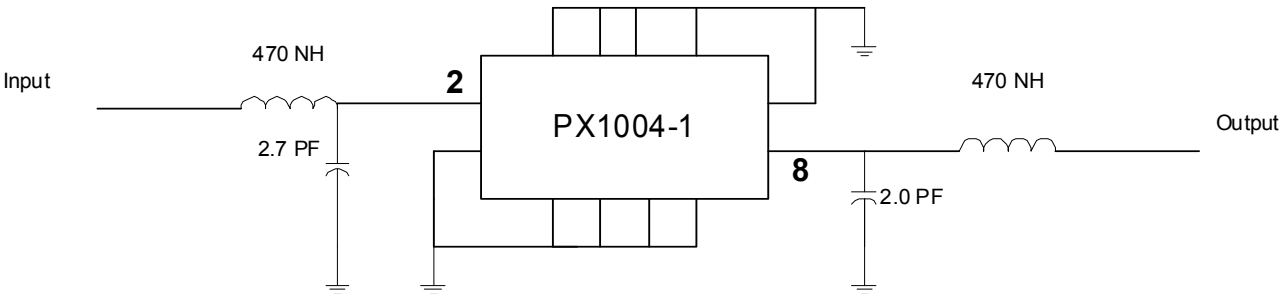 470 NH
470 NH
Input
2
PX1004-1
Output
2.7 PF
8
2.0 PF